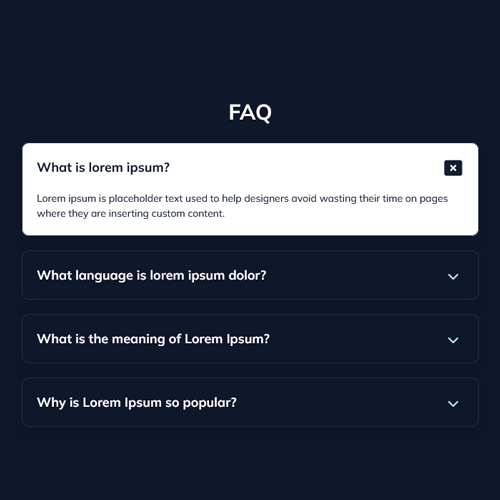 FAQ
What is lorem ipsum?
Lorem ipsum is placeholder text used to help designers avoid wasting their time on pages
where they are inserting custom content.
What language is lorem ipsum dolor?
What is the meaning of Lorem Ipsum?
Why is Lorem Ipsum so popular?